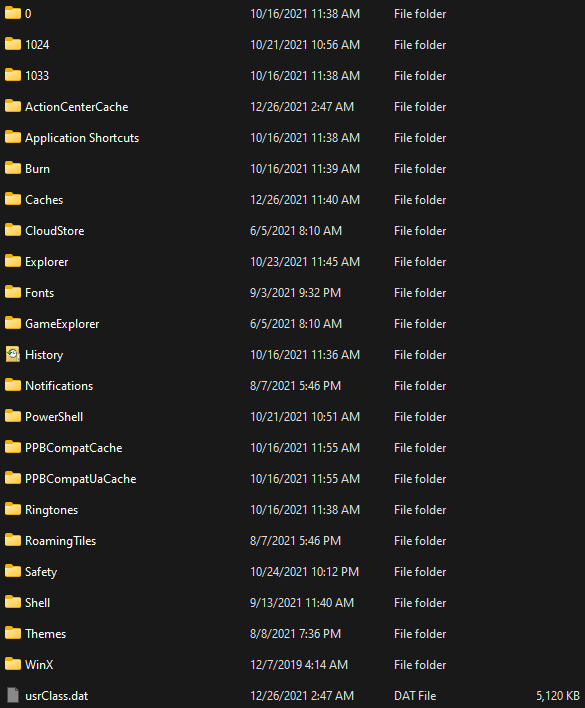 0 10/16/2021 11:38 AM File folder
1024 10/21/2021 10:56 AM File folder
1033 10/16/2021 11:38 AM File folder
ActionCenterCache 12/26/2021 2:47 AM File folder
Application Shortcuts 10/16/2021 11:38 AM File folder
Burn 10/16/2021 11:39 AM File folder
Caches 12/26/2021 11:40 AM File folder
CloudStore 6/5/2021 8:10 AM File folder
Explorer 10/23/2021 11:45 AM File folder
Fonts 9/3/2021 9:32 PM File folder
GameExplorer 6/5/2021 8:10 AM File folder
History 10/16/2021 11:36 AM File folder
Notifications 8/7/2021 5:46 PM File folder
PowerShell 10/21/2021 10:51 AM File folder
PPBCompatCache 10/16/2021 11:55 AM File folder
PPBCompatUaCache 10/16/2021 11:55 AM File folder
Ringtones 10/16/2021 11:38 AM File folder
RoamingTiles 8/7/2021 5:46 PM File folder
Safety 10/24/2021 10:12 PM File folder
Shell 9/13/2021 11:40 AM File folder
Themes 8/8/2021 7:36 PM File folder
WinX 12/7/2019 4:14 AM File folder
usrClass.dat 12/26/2021 2:47 AM DAT File 5,120 KB